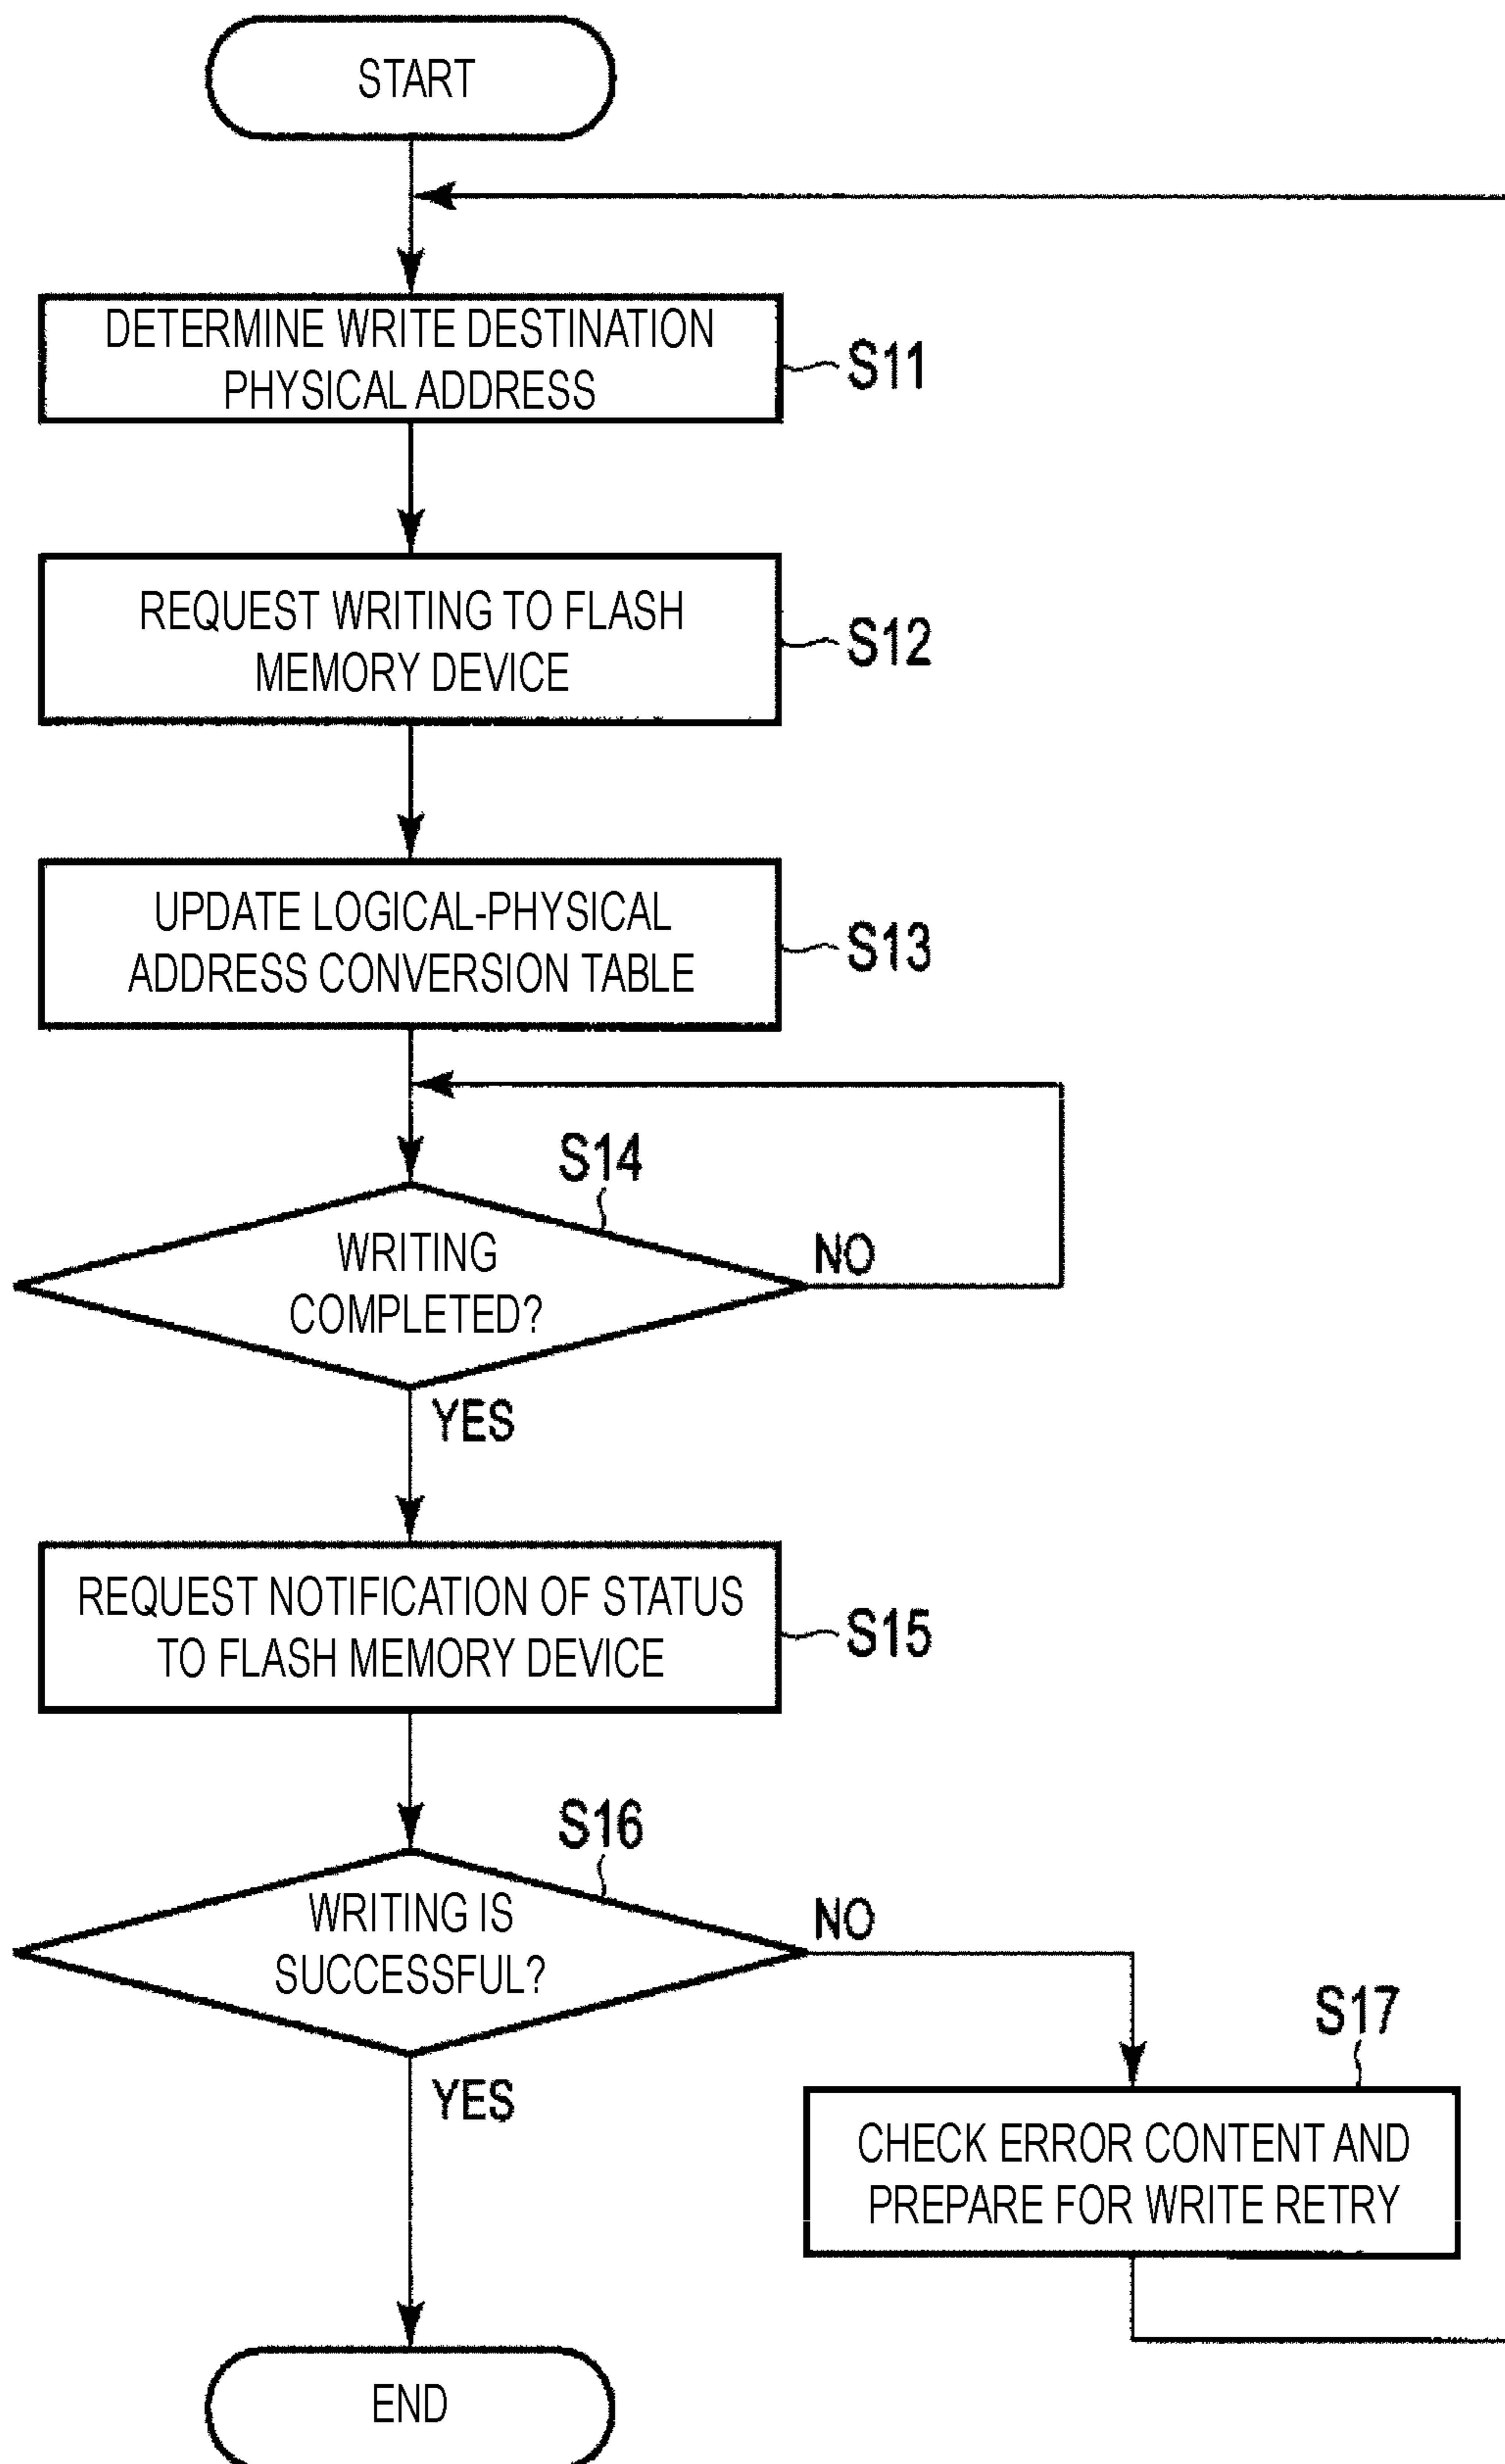 START
DETERMINE WRITE DESTINATION
PHYSICAL ADDRESS
S11
REQUEST WRITING TO FLASH
MEMORY DEVICE
S12
UPDATE LOGICAL-PHYSICAL
ADDRESS CONVERSION TABLE
S13
S14
WRITING
COMPLETED?
NO
YES
REQUEST NOTIFICATION OF STATUS
TO FLASH MEMORY DEVICE
S15
S16
WRITING IS
SUCCESSFUL?
NO
YES
S17
CHECK ERROR CONTENT AND
PREPARE FOR WRITE RETRY
END